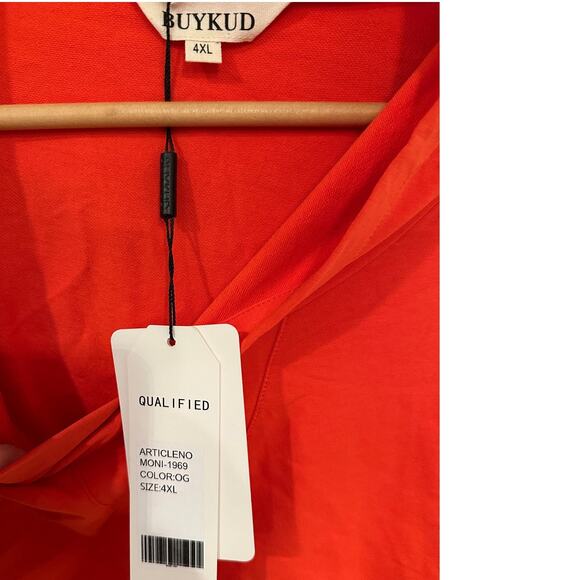 BUYKUD
4XL
QUALIFIED
ARTICLENO
MONI-1969
COLOR:OG
SIZE:4XL